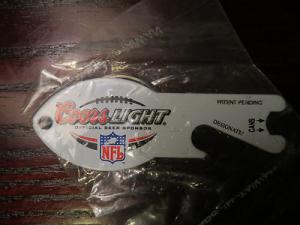 Coors LIGHT
OFFICIAL BEER SPONSOR
NFL
PATENT PENDING
DESIGNATE
CANS